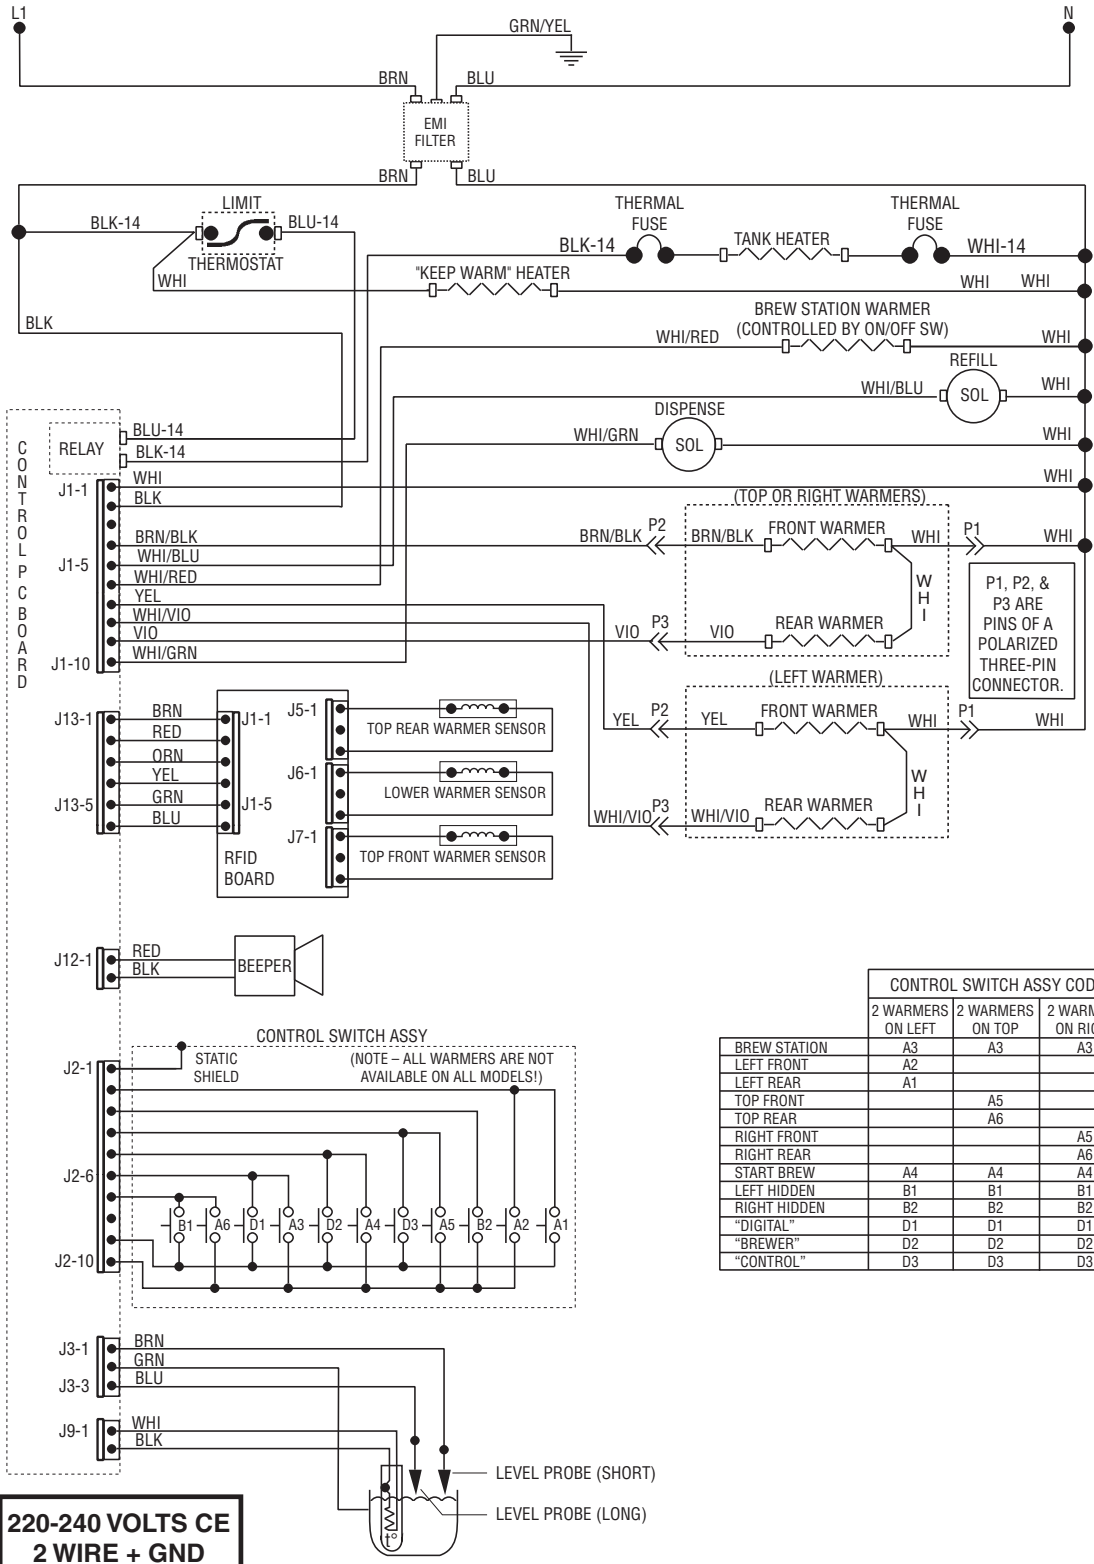 L1
N
GRN/YEL
BRN
BLU
EMI
FILTER
BRN
BLU
LIMIT
BLK-14
BLU-14
THERMOSTAT
WHI
THERMAL
FUSE
THERMAL
FUSE
BLK-14
TANK HEATER
WHI-14
"KEEP WARM" HEATER
WHI
WHI
BLK
BREW STATION WARMER
(CONTROLLED BY ON/OFF SW)
WHI/RED
WHI
REFILL
WHI/BLU
SOL
WHI
DISPENSE
WHI/GRN
SOL
WHI
CONTROL PC BOARD
RELAY
BLU-14
BLK-14
J1-1
WHI
WHI
BLK
BRN/BLK
J1-5
WHI/BLU
WHI/RED
YEL
WHI/VIO
VIO
J1-10
WHI/GRN
(TOP OR RIGHT WARMERS)
BRN/BLK
P2
BRN/BLK
FRONT WARMER
WHI
P1
WHI
WHI
VIO
P3
VIO
REAR WARMER
P1, P2, &
P3 ARE
PINS OF A
POLARIZED
THREE-PIN
CONNECTOR.
(LEFT WARMER)
YEL
P2
YEL
FRONT WARMER
WHI
P1
WHI
WHI
WHI/VIO
P3
WHI/VIO
REAR WARMER
J13-1
BRN
RED
ORN
YEL
J13-5
GRN
BLU
J1-1
J1-5
RFID
BOARD
J5-1
TOP REAR WARMER SENSOR
J6-1
LOWER WARMER SENSOR
J7-1
TOP FRONT WARMER SENSOR
J12-1
RED
BLK
BEEPER
CONTROL SWITCH ASSY
J2-1
STATIC
SHIELD
(NOTE – ALL WARMERS ARE NOT
AVAILABLE ON ALL MODELS!)
J2-6
J2-10
B1 A6 D1 A3 D2 A4 D3 A5 B2 A2 A1
CONTROL SWITCH ASSY COD
2 WARMERS ON LEFT 2 WARMERS ON TOP 2 WARM ON RIG
BREW STATION A3 A3 A3
LEFT FRONT A2
LEFT REAR A1
TOP FRONT A5
TOP REAR A6
RIGHT FRONT A5
RIGHT REAR A6
START BREW A4 A4 A4
LEFT HIDDEN B1 B1 B1
RIGHT HIDDEN B2 B2 B2
“DIGITAL” D1 D1 D1
“BREWER” D2 D2 D2
“CONTROL” D3 D3 D3
J3-1
BRN
GRN
J3-3
BLU
J9-1
WHI
BLK
LEVEL PROBE (SHORT)
LEVEL PROBE (LONG)
t°
220-240 VOLTS CE
2 WIRE + GND